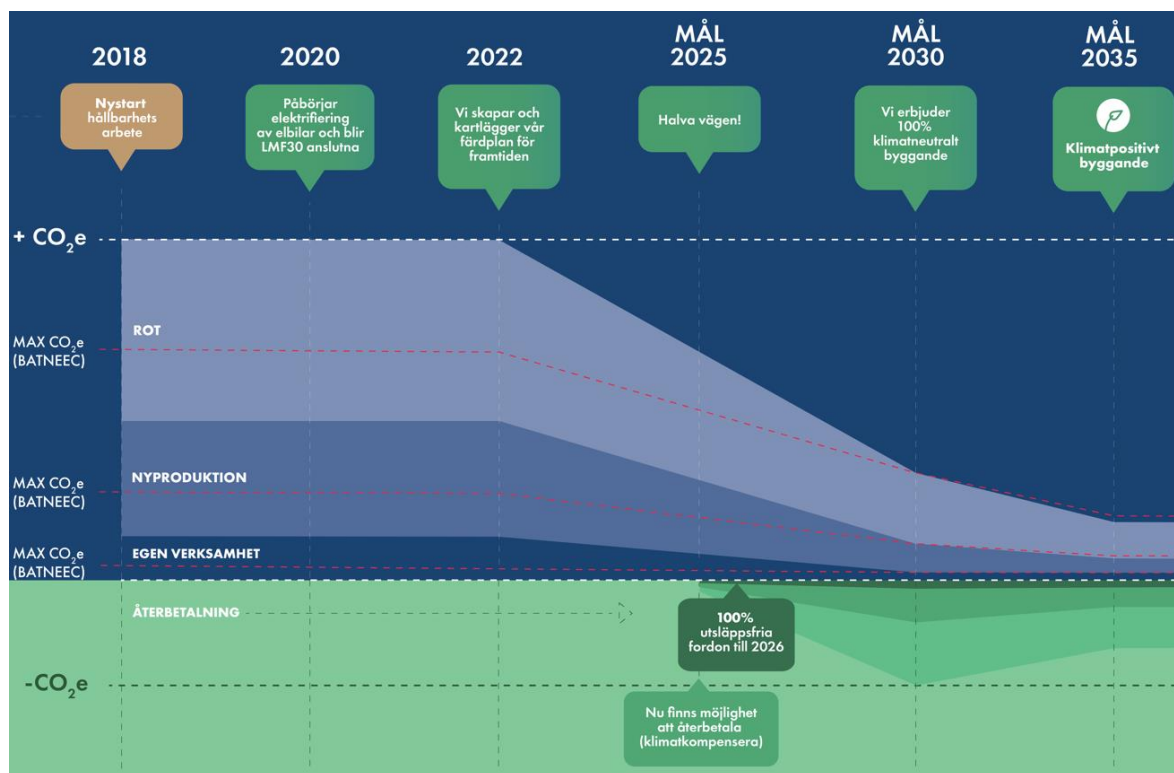 2018
2020
2022
MÅL
2025
MÅL
2030
MÅL
2035
Nystart
hållbarhets
arbete
Påbörjar
elektrifiering
av elbilar och blir
LMF30 anslutna
Vi skapar och
kartlägger vår
färdplan för
framtiden
Halva vägen!
Vi erbjuder
100%
klimatneutralt
byggande
Klimatpositivt
byggande
+ CO₂e
ROT
MAX CO₂e
(BATNEEC)
NYPRODUKTION
MAX CO₂e
(BATNEEC)
EGEN VERKSAMHET
MAX CO₂e
(BATNEEC)
ÅTERBETALNING
100%
utsläppsfria
fordon till 2026
-CO₂e
Nu finns möjlighet
att återbetala
(klimatkompensera)